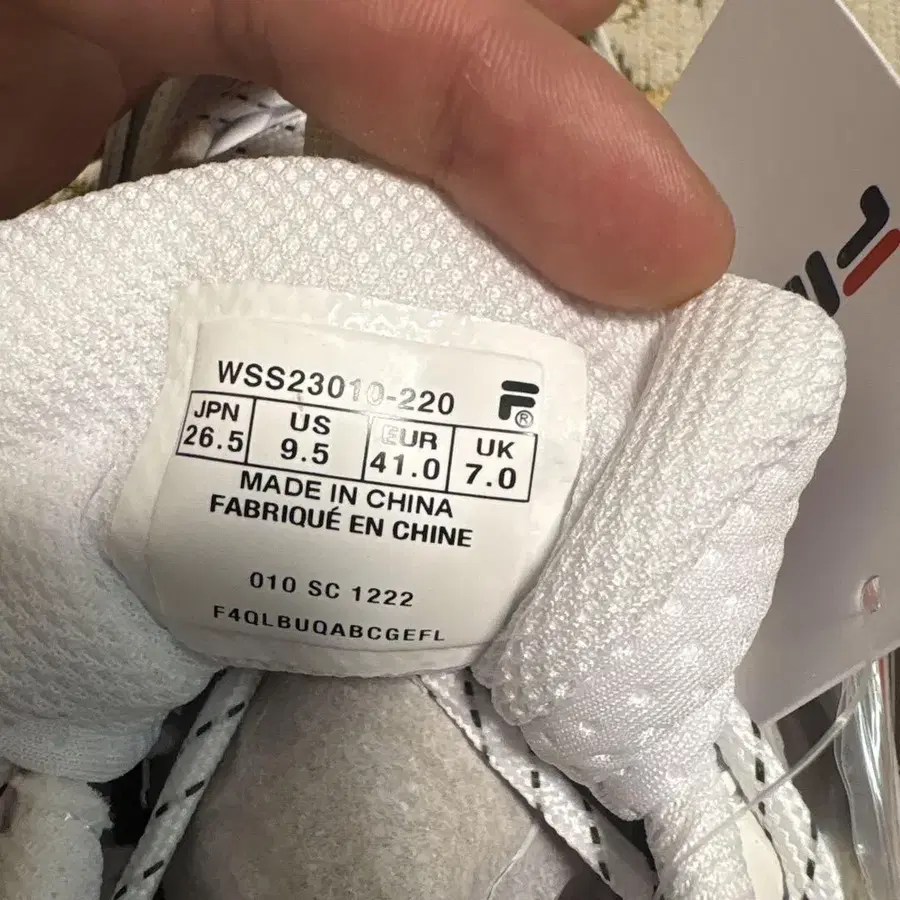 WSS23010-220
JPN US EUR UK
26.5 9.5 41.0 7.0
MADE IN CHINA
FABRIQUÉ EN CHINE
010 SC 1222
F4QLBUQABCGEFL